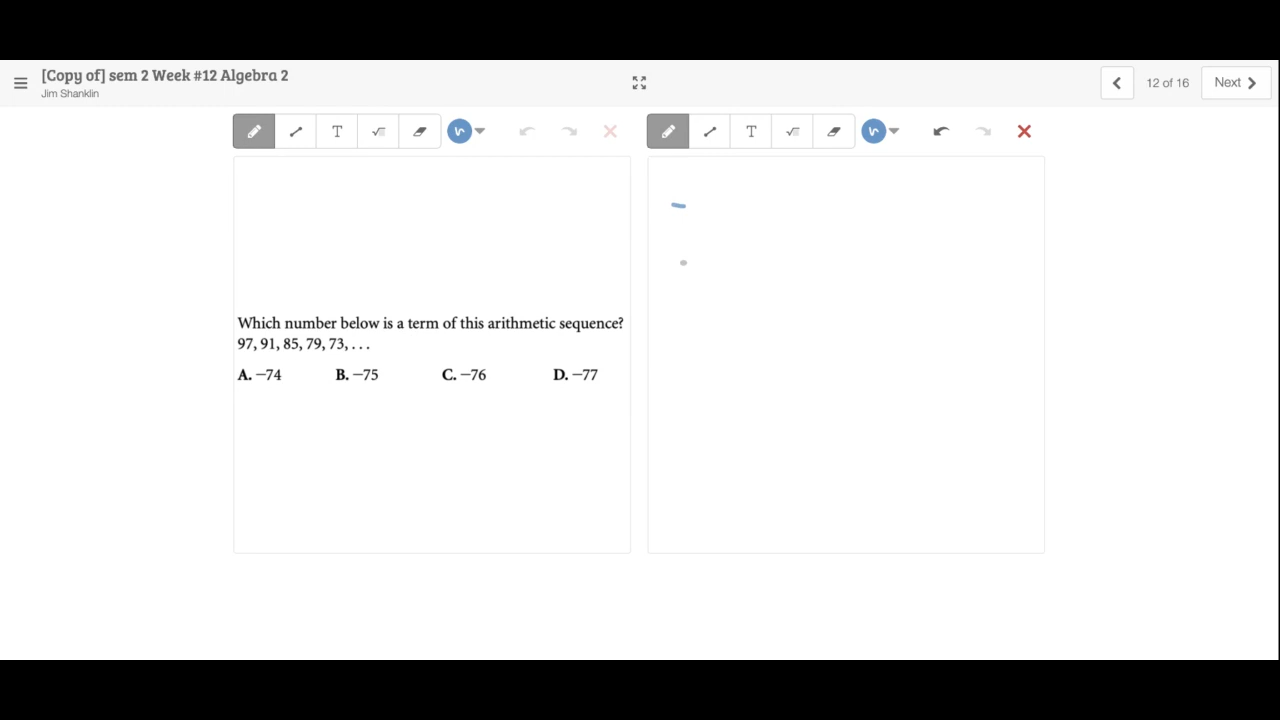 [Copy of] sem 2 Week #12 Algebra 2
Jim Shanklin
12 of 16
Next
T
T
Which number below is a term of this arithmetic sequence?
97, 91, 85, 79, 73, . . .
A. −74 B. −75 C. −76 D. −77